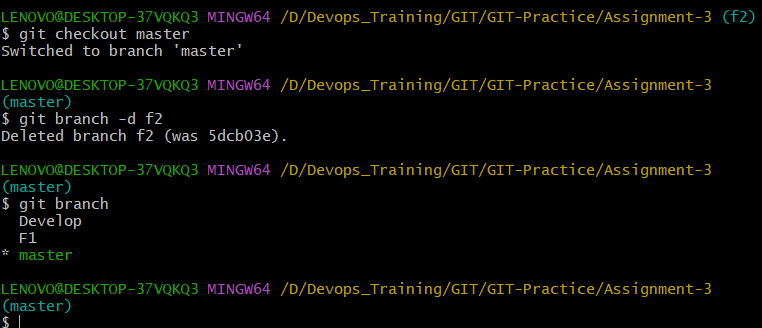 LENOVO@DESKTOP-37VQKQ3 MINGW64 /D/Devops_Training/GIT/GIT-Practice/Assignment-3 (f2)
$ git checkout master
Switched to branch 'master'
LENOVO@DESKTOP-37VQKQ3 MINGW64 /D/Devops_Training/GIT/GIT-Practice/Assignment-3
(master)
$ git branch -d f2
Deleted branch f2 (was 5dcb03e).
LENOVO@DESKTOP-37VQKQ3 MINGW64 /D/Devops_Training/GIT/GIT-Practice/Assignment-3
(master)
$ git branch
  Develop
  F1
* master
LENOVO@DESKTOP-37VQKQ3 MINGW64 /D/Devops_Training/GIT/GIT-Practice/Assignment-3
(master)
$